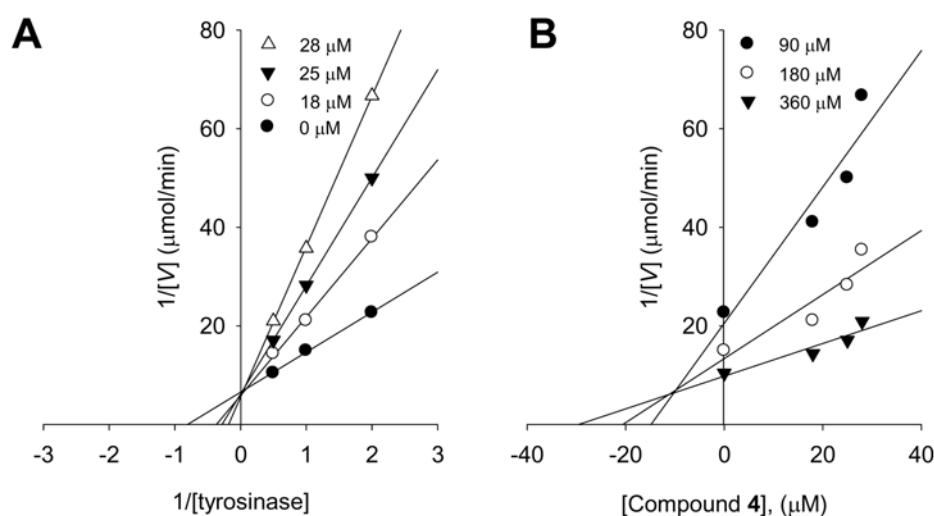 A
80
60
40
20
1/[V] (μmol/min)
28 μM
25 μM
18 μM
0 μM
-3 -2 -1 0 1 2 3
1/[tyrosinase]
B
80
60
40
20
1/[V] (μmol/min)
90 μM
180 μM
360 μM
-40 -20 0 20 40
[Compound 4], (μM)